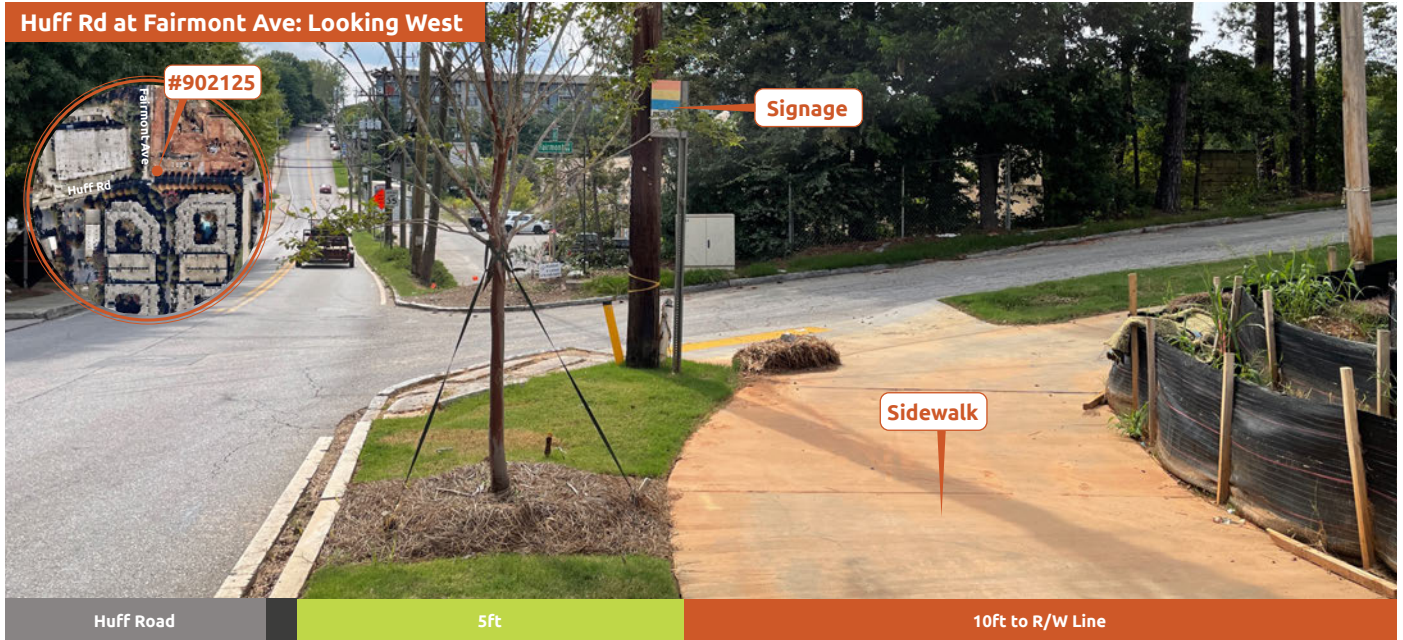 Huff Rd at Fairmont Ave: Looking West
#902125
Fairmont Ave
Huff Rd
Signage
Fairmont
Sidewalk
Huff Road
5ft
10ft to R/W Line